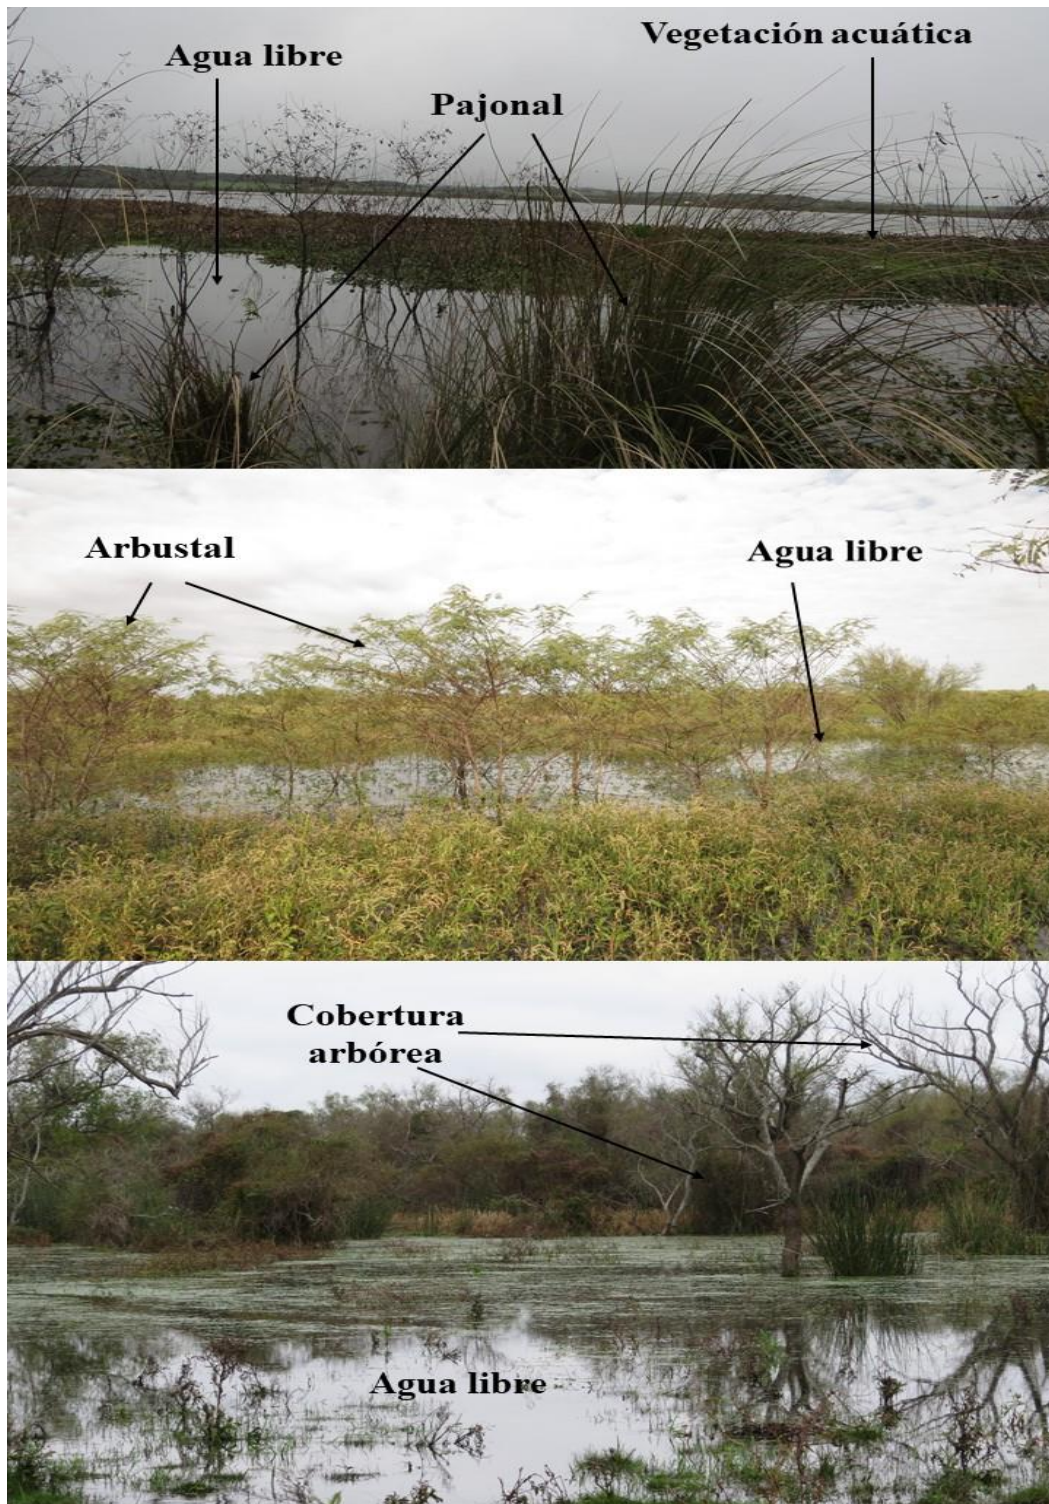 Agua libre
Vegetación acuática
Pajonal
Arbustal
Agua libre
Cobertura
arbórea
Agua libre